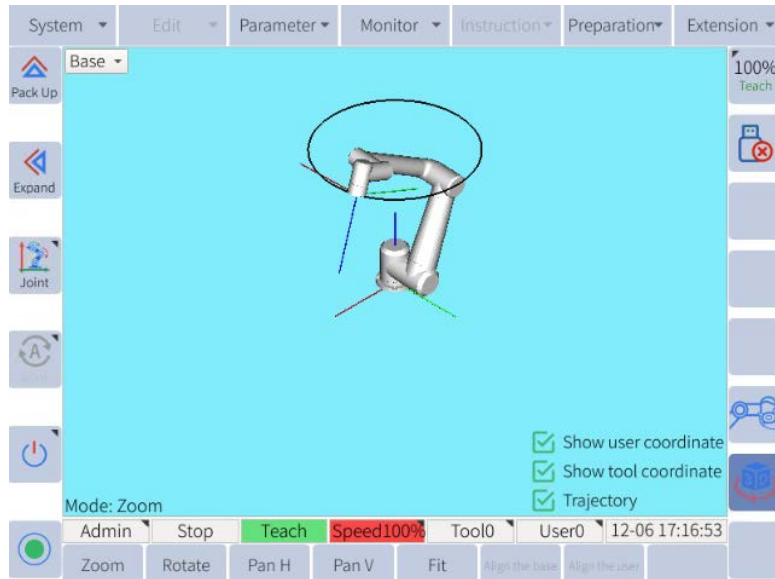 System Edit Parameter Monitor Instruction Preparation Extension
Base
Pack Up
100%
Teach
Expand
Joint
A
Show user coordinate
Show tool coordinate
Trajectory
Mode: Zoom
Admin Stop Teach Speed100% Tool0 User0 12-06 17:16:53
Zoom Rotate Pan H Pan V Fit Align the base Align the user